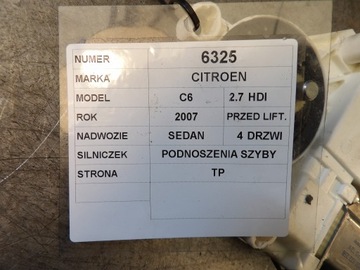 NUMER 6325
MARKA CITROEN
MODEL C6 2.7 HDI
ROK 2007 PRZED LIFT.
NADWOZIE SEDAN 4 DRZWI
SILNICZEK PODNOSZENIA SZYBY
STRONA TP